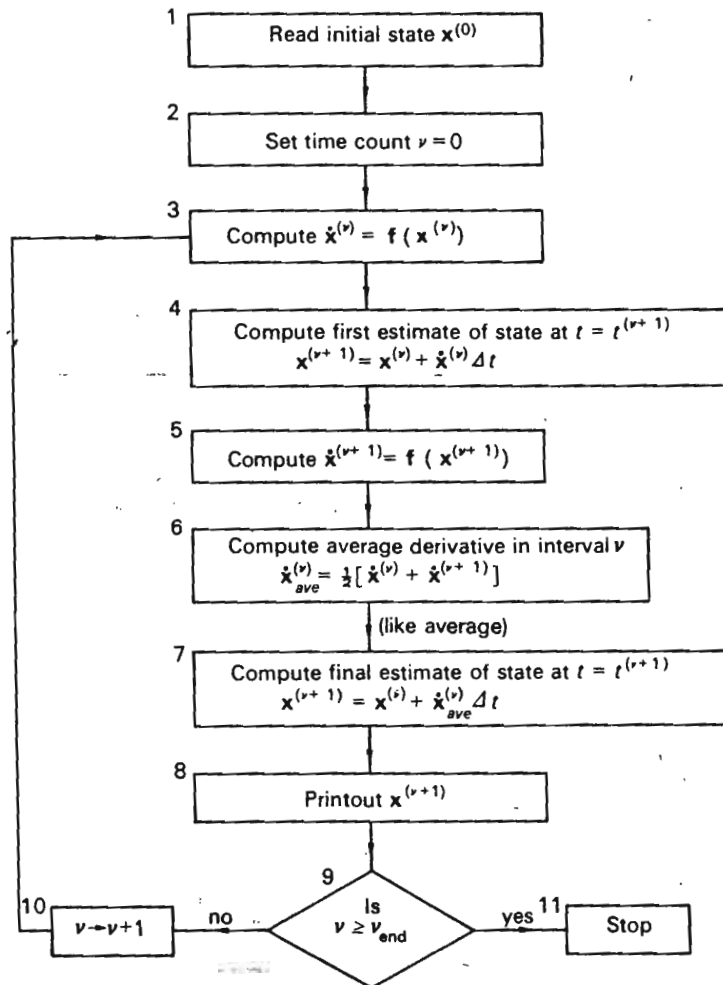 1
Read initial state x^(0)
2
Set time count ν = 0
3
Compute ẋ^(ν) = f ( x^(ν))
4
Compute first estimate of state at t = t^(ν+1)
x^(ν+1) = x^(ν) + ẋ^(ν) Δt
5
Compute ẋ^(ν+1) = f ( x^(ν+1))
6
Compute average derivative in interval ν
ẋ^(ν)_ave = ½[ ẋ^(ν) + ẋ^(ν+1) ]
(like average)
7
Compute final estimate of state at t = t^(ν+1)
x^(ν+1) = x^(i) + ẋ^(ν)_ave Δt
8
Printout x^(ν+1)
9
Is
ν ≥ ν_end
no
10
ν→ν+1
yes
11
Stop